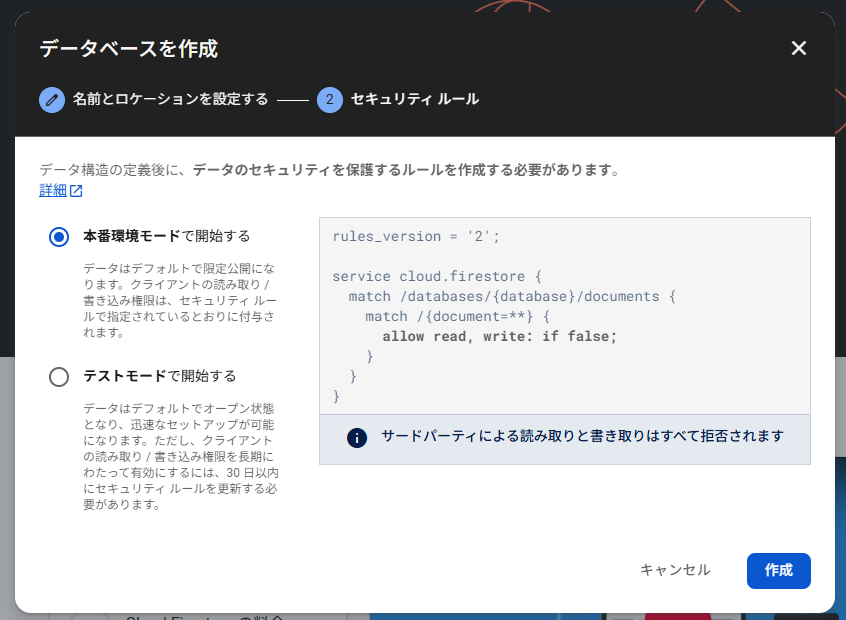 データベースを作成
名前とロケーションを設定する
2 セキュリティ ルール
データ構造の定義後に、データのセキュリティを保護するルールを作成する必要があります。
詳細
本番環境モードで開始する
データはデフォルトで限定公開にな
ります。クライアントの読み取り /
書き込み権限は、セキュリティ ルー
ルで指定されているとおりに付与さ
れます。
テストモードで開始する
データはデフォルトでオープン状態
となり、迅速なセットアップが可能
になります。ただし、クライアント
の読み取り / 書き込み権限を長期に
わたって有効にするには、30 日以内
にセキュリティ ルールを更新する必
要があります。
rules_version = '2';
service cloud.firestore {
match /databases/{database}/documents {
match /{document=**} {
allow read, write: if false;
}
}
}
サードパーティによる読み取りと書き取りはすべて拒否されます
キャンセル
作成